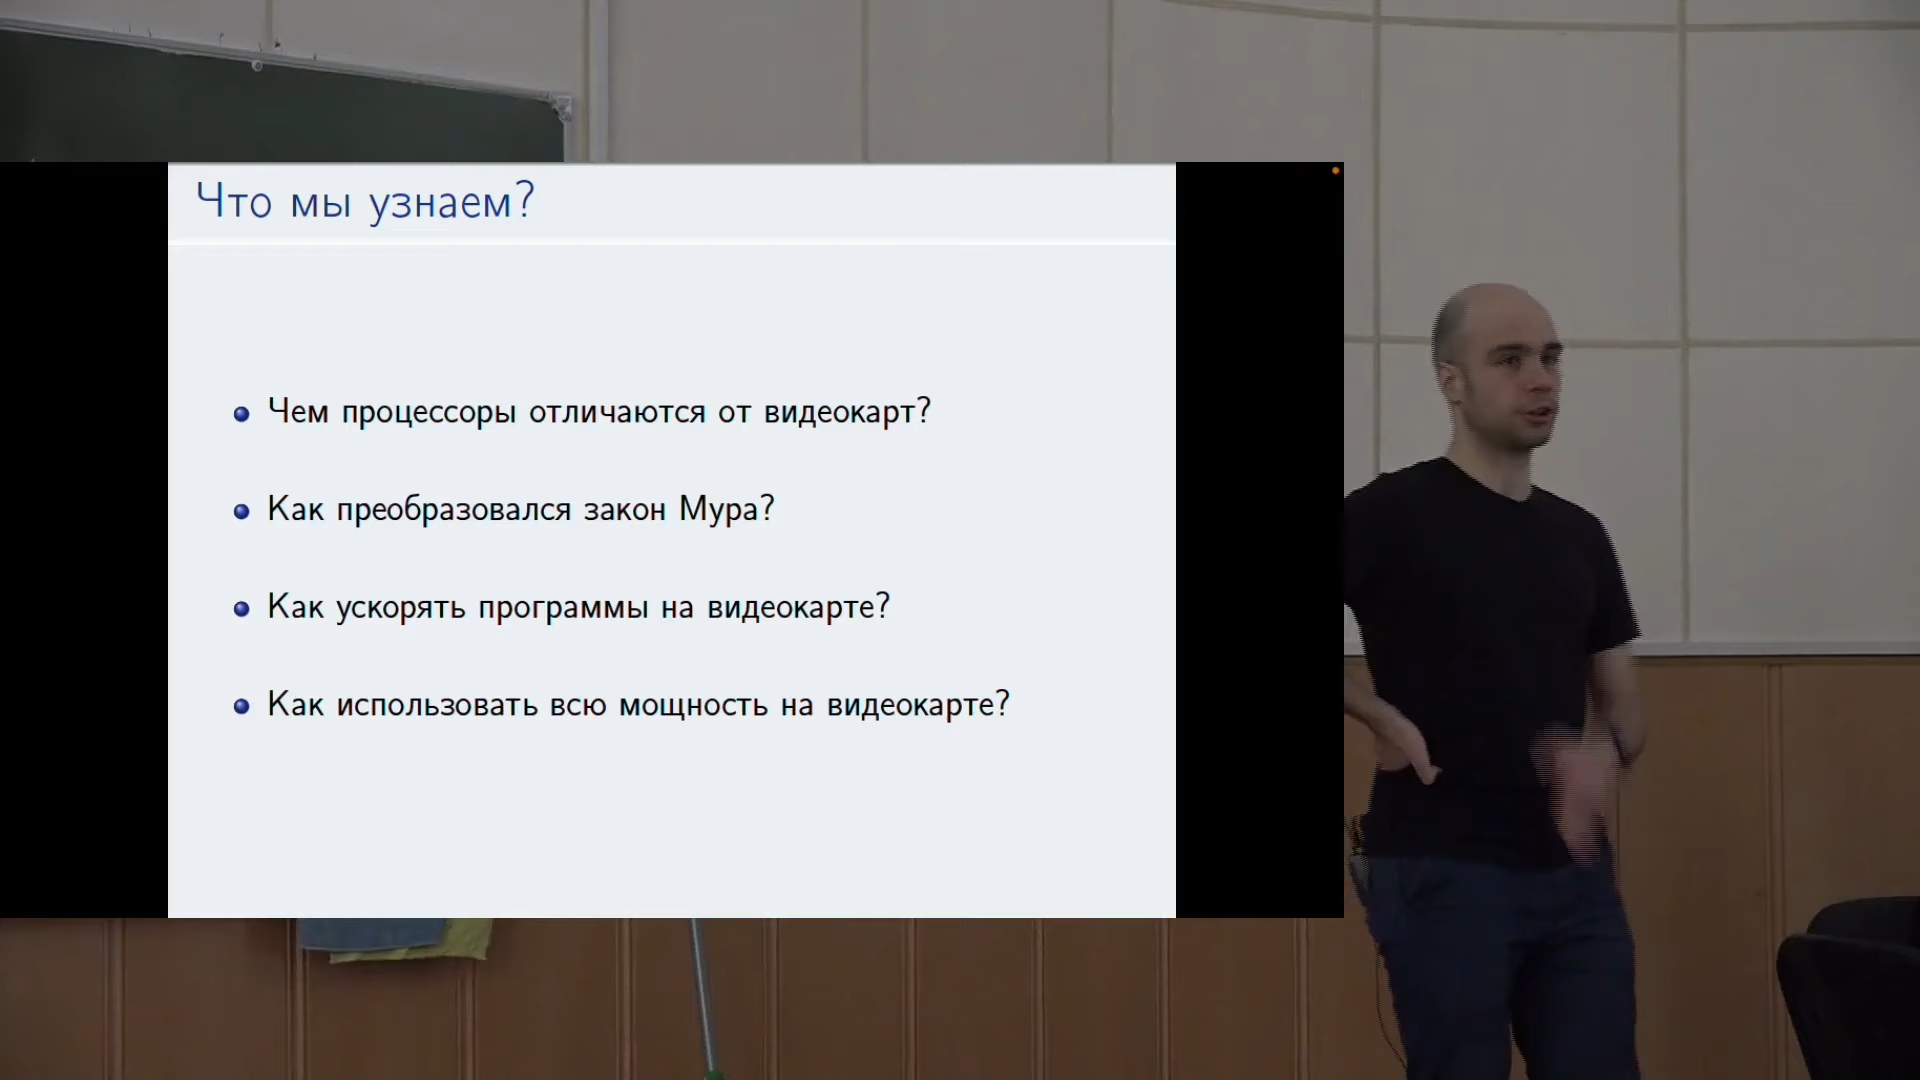 Что мы узнаем?
Чем процессоры отличаются от видеокарт?
Как преобразовался закон Мура?
Как ускорять программы на видеокарте?
Как использовать всю мощность на видеокарте?